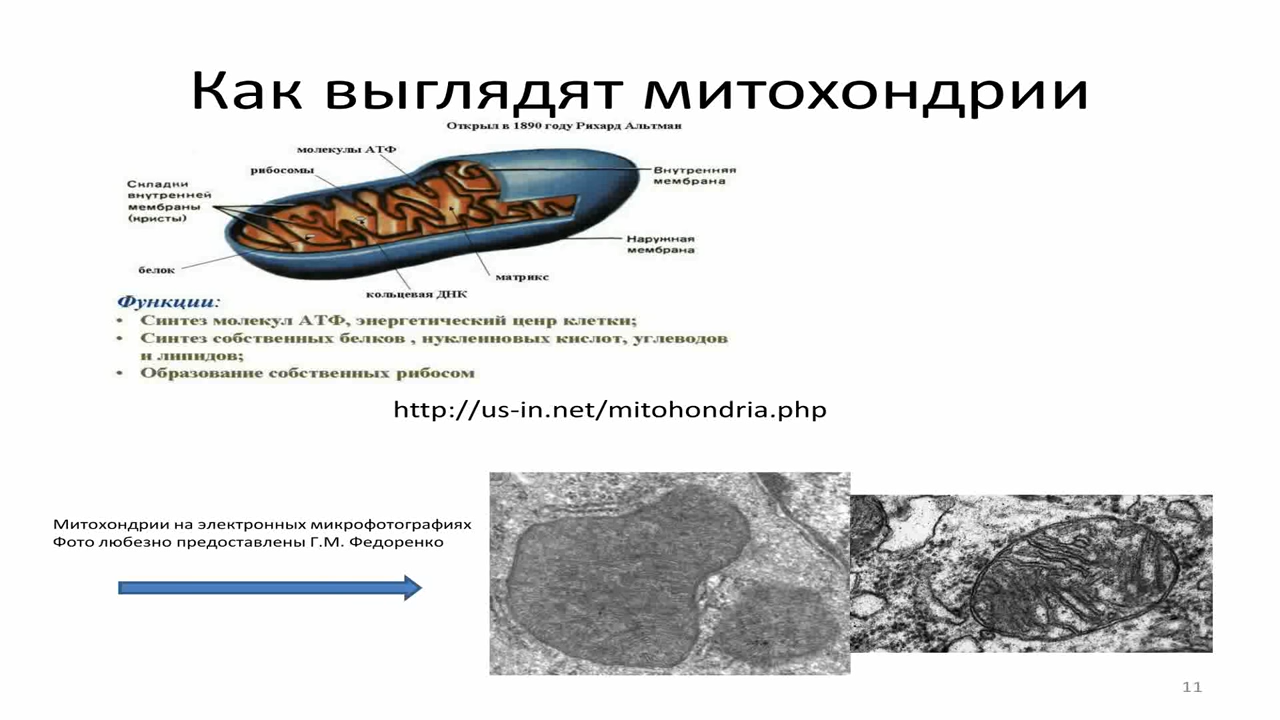 Как выглядят митохондрии
Открыл в 1890 году Рихард Альтман
молекулы АТФ
рибосомы
Складки
внутренней
мембраны
(кристы)
Внутренняя
мембрана
Наружная
мембрана
белок
матрикс
кольцевая ДНК
Функции:
• Синтез молекул АТФ, энергетический ценр клетки;
• Синтез собственных белков , нуклеиновых кислот, углеводов
и липидов;
• Образование собственных рибосом
http://us-in.net/mitohondria.php
Митохондрии на электронных микрофотографиях
Фото любезно предоставлены Г.М. Федоренко
11